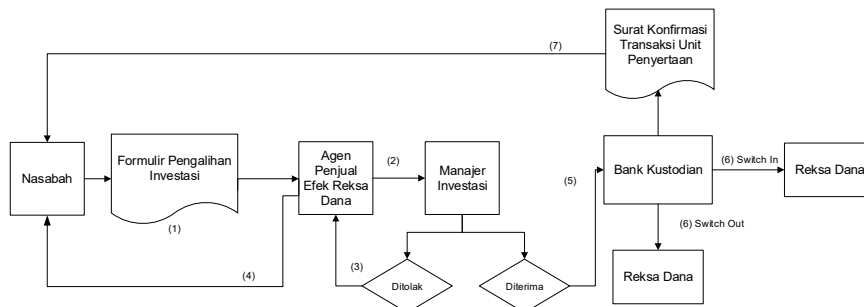 Surat Konfirmasi
Transaksi Unit
Penyertaan
(7)
Nasabah
Formulir Pengalihan
Investasi
(1)
Agen
Penjual
Efek Reksa
Dana
(2)
Manajer
Investasi
(5)
Bank Kustodian
(6) Switch In
Reksa Dana
(6) Switch Out
Reksa Dana
(4)
(3)
Ditolak
Diterima